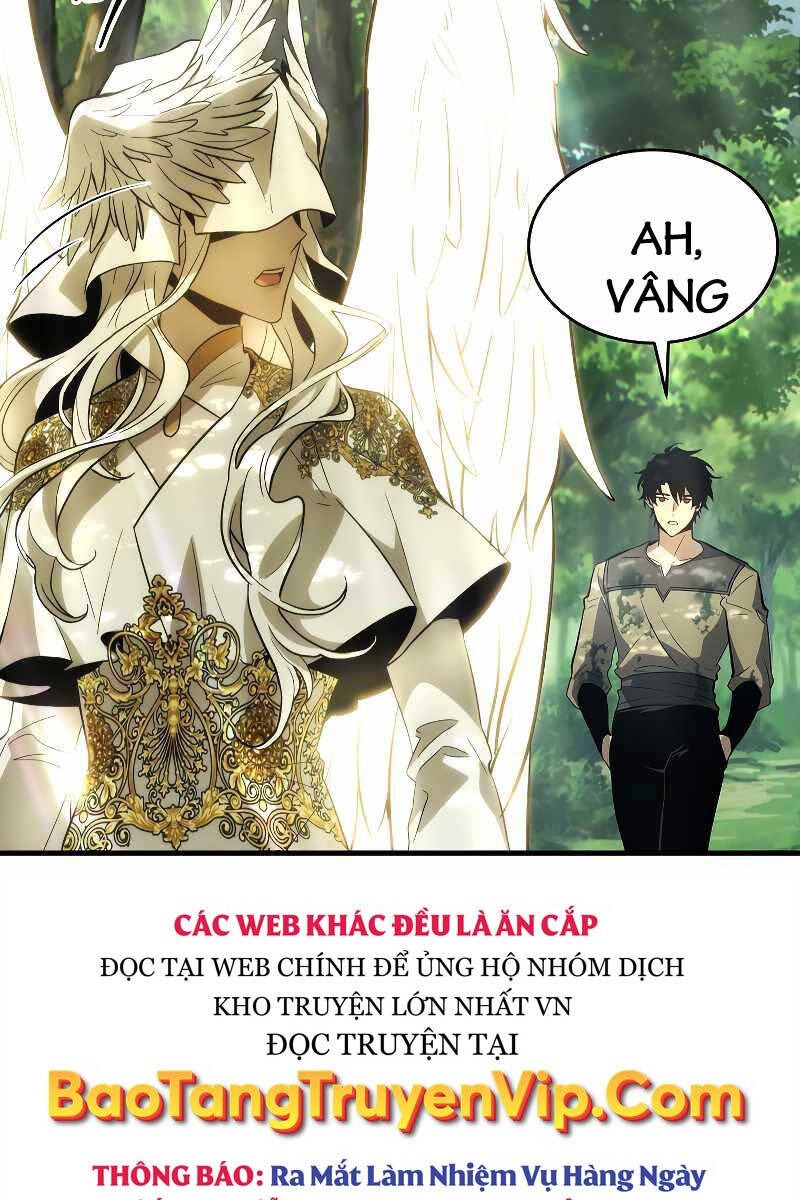 AH,
VÂNG
CÁC WEB KHÁC ĐỀU LÀ ĂN CẮP
ĐỌC TẠI WEB CHÍNH ĐỂ ỦNG HỘ NHÓM DỊCH
KHO TRUYỆN LỚN NHẤT VN
ĐỌC TRUYỆN TẠI
BaoTangTruyenVip.Com
THÔNG BÁO: Ra Mắt Làm Nhiệm Vụ Hàng Ngày